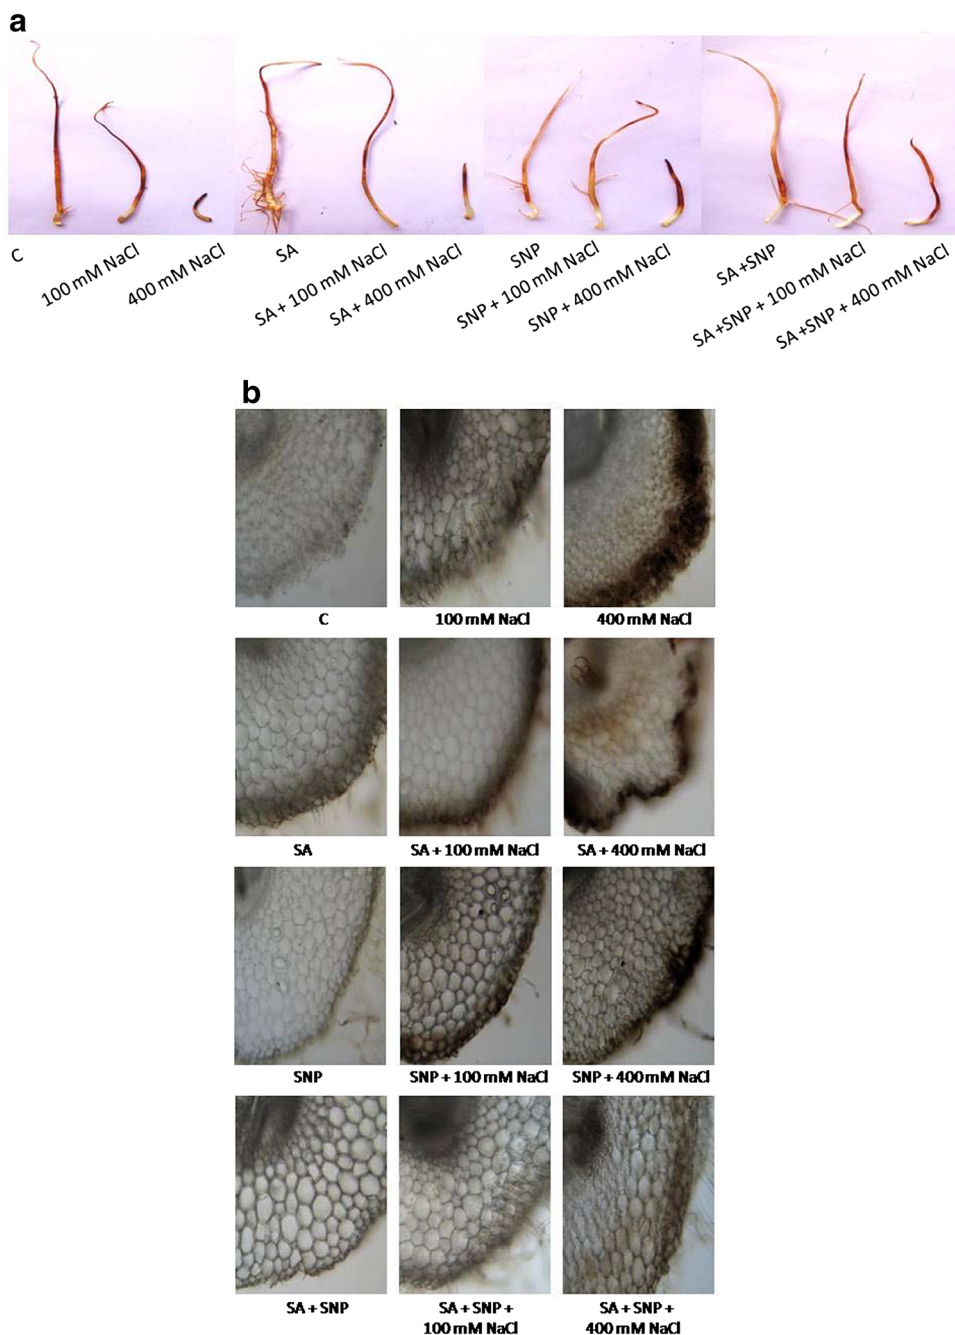 a
C
100 mM NaCl
400 mM NaCl
SA
SA + 100 mM NaCl
SA + 400 mM NaCl
SNP
SNP + 100 mM NaCl
SNP + 400 mM NaCl
SA +SNP
SA +SNP + 100 mM NaCl
SA +SNP + 400 mM NaCl
b
C
100 mM NaCl
400 mM NaCl
SA
SA + 100 mM NaCl
SA + 400 mM NaCl
SNP
SNP + 100 mM NaCl
SNP + 400 mM NaCl
SA + SNP
SA + SNP +
100 mM NaCl
SA + SNP +
400 mM NaCl